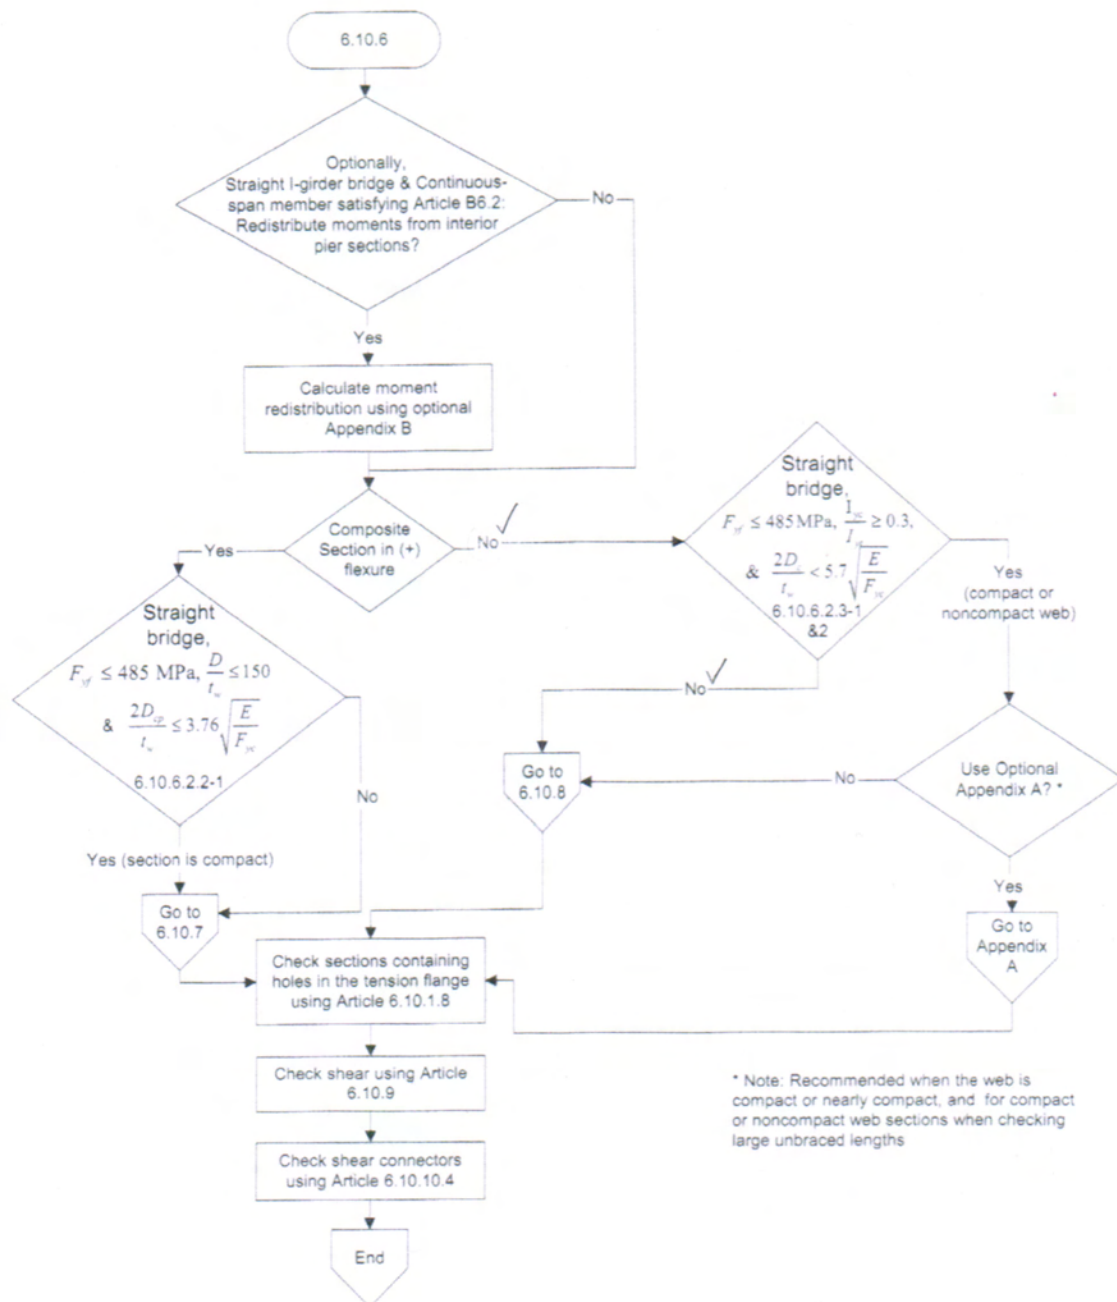 6.10.6
Optionally,
Straight I-girder bridge & Continuous-
span member satisfying Article B6.2:
Redistribute moments from interior
pier sections?
No
Yes
Calculate moment
redistribution using optional
Appendix B
Composite
Section in (+)
flexure
Yes
No ✓
Straight
bridge,
F_yf ≤ 485 MPa, I_yc/I_yt ≥ 0.3,
& 2D_c/t_w < 5.7 √(E/F_yc)
6.10.6.2.3-1
&2
Yes
(compact or
noncompact web)
Straight
bridge,
F_yf ≤ 485 MPa, D/t_w ≤ 150
& 2D_cp/t_w ≤ 3.76 √(E/F_yc)
6.10.6.2.2-1
No
No ✓
Go to
6.10.8
No
Use Optional
Appendix A? *
Yes (section is compact)
Yes
Go to
6.10.7
Go to
Appendix
A
Check sections containing
holes in the tension flange
using Article 6.10.1.8
Check shear using Article
6.10.9
* Note: Recommended when the web is
compact or nearly compact, and for compact
or noncompact web sections when checking
large unbraced lengths
Check shear connectors
using Article 6.10.10.4
End